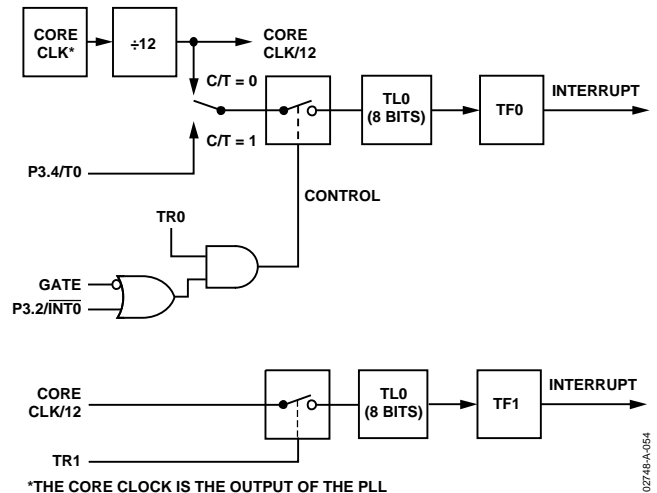 CORE
CLK*
÷12
CORE
CLK/12
C/T = 0
C/T = 1
TL0
(8 BITS)
TF0
INTERRUPT
P3.4/T0
CONTROL
TR0
GATE
P3.2/INT0
CORE
CLK/12
TL0
(8 BITS)
TF1
INTERRUPT
TR1
*THE CORE CLOCK IS THE OUTPUT OF THE PLL
02748-A-054